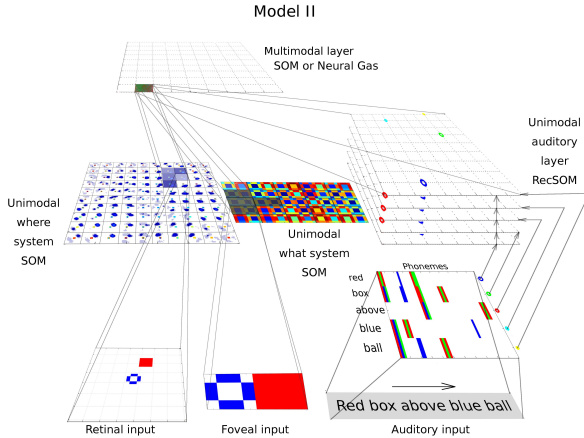 Model II
Multimodal layer
SOM or Neural Gas
Unimodal
auditory
layer
RecSOM
Unimodal
where
system
SOM
Unimodal
what system
SOM
Phonemes
red
box
above
blue
ball
Red box above blue ball
Retinal input
Foveal input
Auditory input